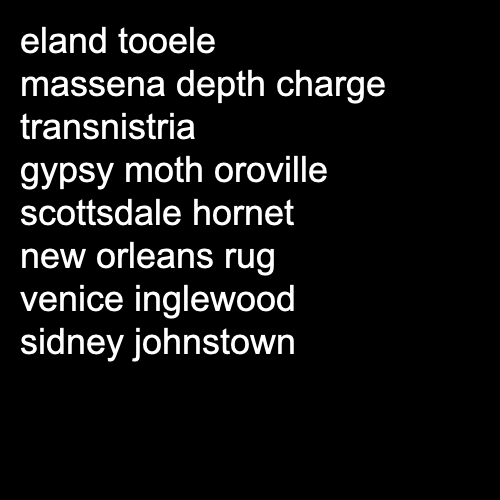 eland tooele
massena depth charge
transnistria
gypsy moth oroville
scottsdale hornet
new orleans rug
venice inglewood
sidney johnstown